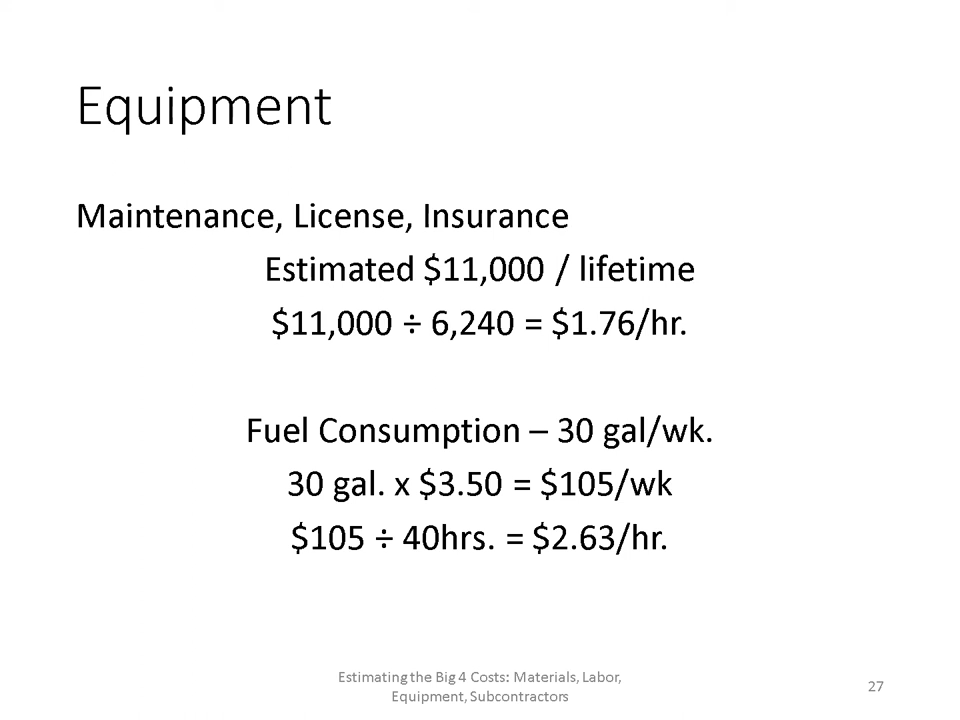 Equipment
Maintenance, License, Insurance
Estimated $11,000 / lifetime
$11,000 ÷ 6,240 = $1.76/hr.
Fuel Consumption – 30 gal/wk.
30 gal. x $3.50 = $105/wk
$105 ÷ 40hrs. = $2.63/hr.
Estimating the Big 4 Costs: Materials, Labor,
Equipment, Subcontractors
27